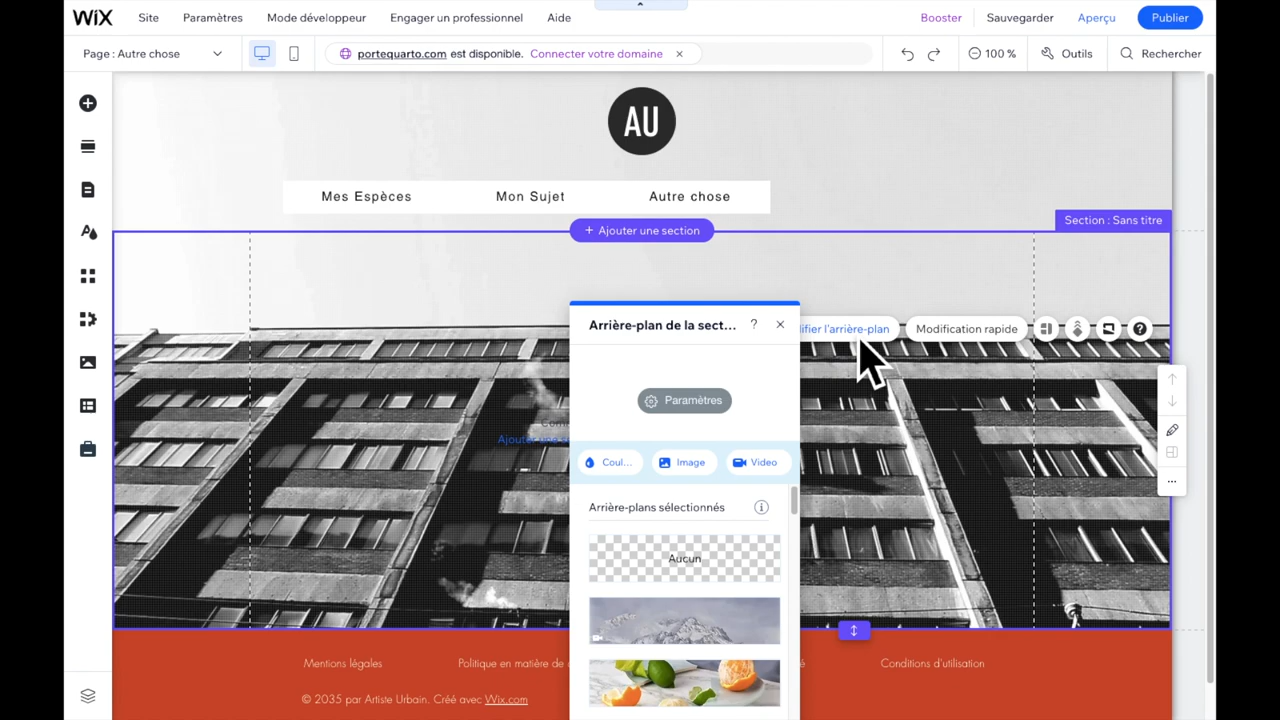 WiX Site Paramètres Mode développeur Engager un professionnel Aide Booster Sauvegarder Aperçu Publier
Page : Autre chose portequarto.com est disponible. Connecter votre domaine 100 % Outils Rechercher
AU
Mes Espèces Mon Sujet Autre chose
Section : Sans titre
+ Ajouter une section
Arrière-plan de la sect... ?
l'arrière-plan Modification rapide
Paramètres
Ajouter une
Coul... Image Video
Arrière-plans sélectionnés
Aucun
Mentions légales Politique en matière de Conditions d'utilisation
© 2035 par Artiste Urbain. Créé avec Wix.com